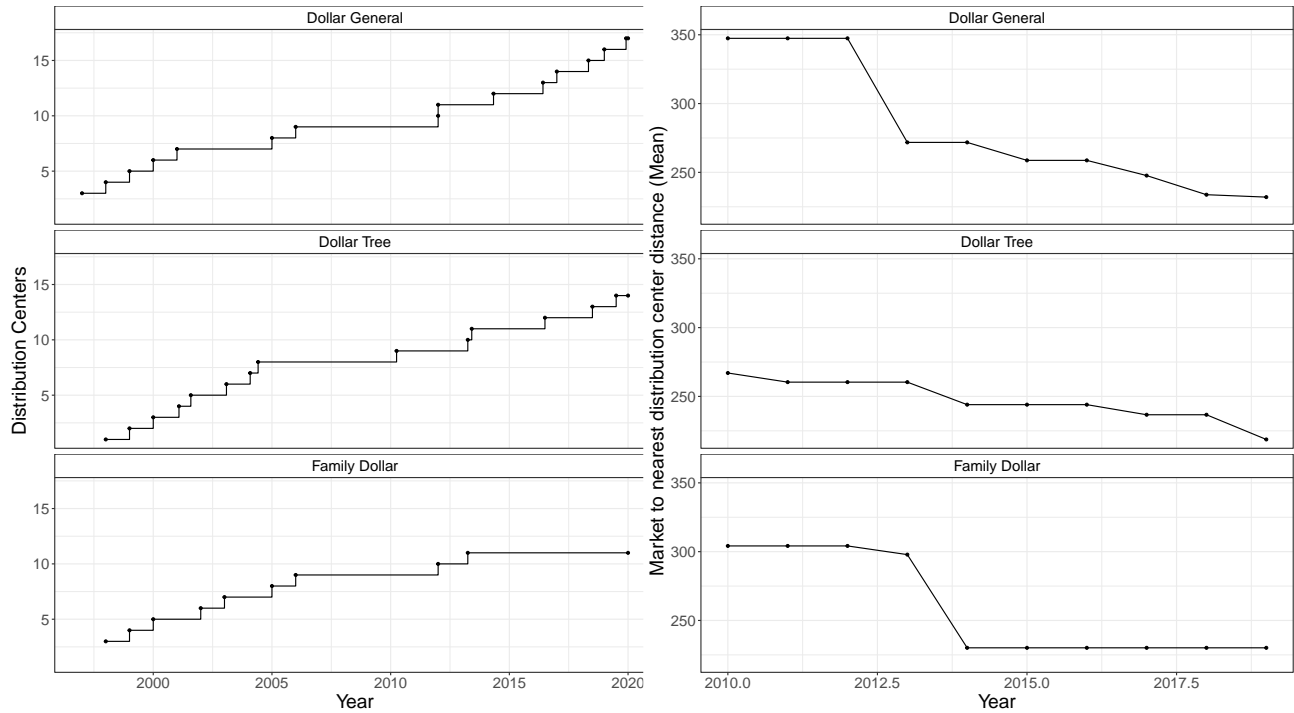 Dollar General
15
10
5
Dollar Tree
15
10
5
Family Dollar
15
10
5
2000
2005
2010
2015
2020
Year
Distribution Centers
Dollar General
350
300
250
Dollar Tree
350
300
250
Family Dollar
350
300
250
2010.0
2012.5
2015.0
2017.5
Year
Market to nearest distribution center distance (Mean)